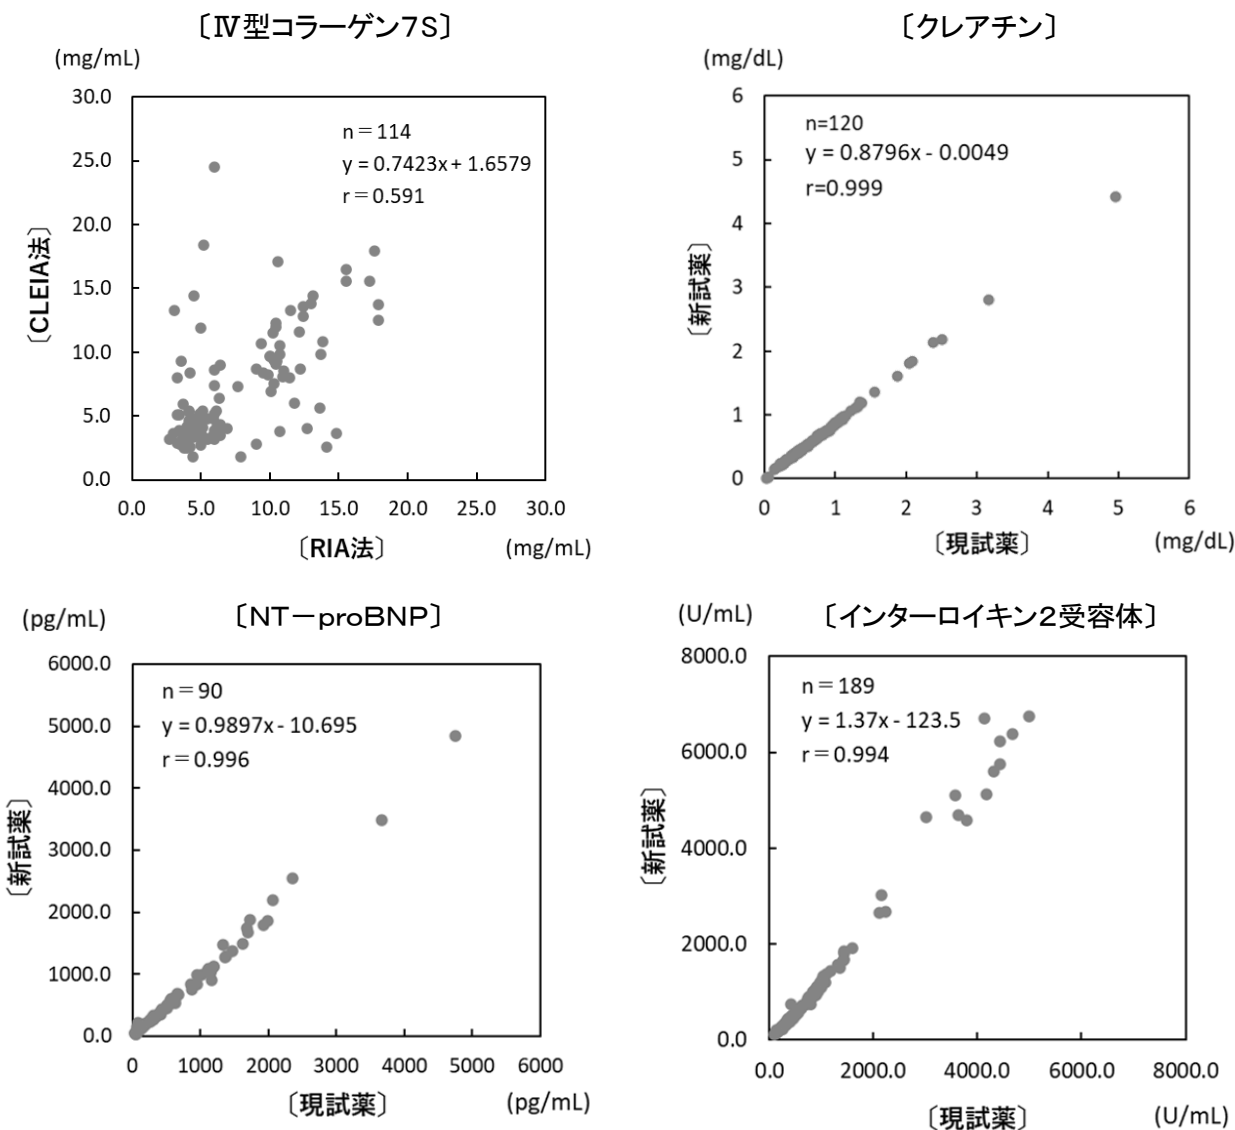 〔Ⅳ型コラーゲン7S〕
(mg/mL)
30.0
25.0
20.0
15.0
10.0
5.0
0.0
n＝114
y = 0.7423x + 1.6579
r＝0.591
〔CLEIA法〕
0.0 5.0 10.0 15.0 20.0 25.0 30.0
〔RIA法〕 (mg/mL)
〔クレアチン〕
(mg/dL)
6
5
4
3
2
1
0
n=120
y = 0.8796x - 0.0049
r=0.999
〔新試薬〕
0 1 2 3 4 5 6
〔現試薬〕 (mg/dL)
〔NT－proBNP〕
(pg/mL)
6000.0
5000.0
4000.0
3000.0
2000.0
1000.0
0.0
n＝90
y = 0.9897x - 10.695
r＝0.996
〔新試薬〕
0 1000 2000 3000 4000 5000 6000
〔現試薬〕 (pg/mL)
〔インターロイキン2受容体〕
(U/mL)
8000.0
6000.0
4000.0
2000.0
0.0
n＝189
y = 1.37x - 123.5
r＝0.994
〔新試薬〕
0.0 2000.0 4000.0 6000.0 8000.0
〔現試薬〕 (U/mL)